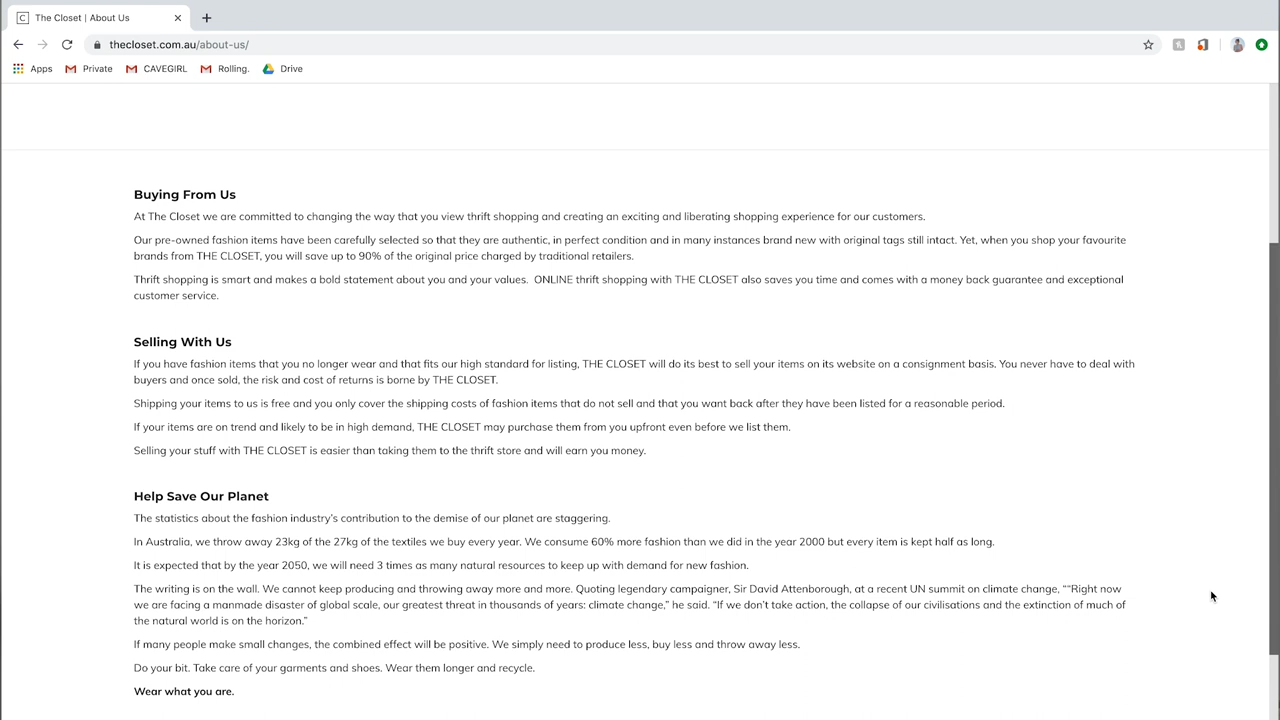 C The Closet | About Us
thecloset.com.au/about-us/
Apps Private CAVEGIRL Rolling. Drive
Buying From Us
At The Closet we are committed to changing the way that you view thrift shopping and creating an exciting and liberating shopping experience for our customers.
Our pre-owned fashion items have been carefully selected so that they are authentic, in perfect condition and in many instances brand new with original tags still intact. Yet, when you shop your favourite
brands from THE CLOSET, you will save up to 90% of the original price charged by traditional retailers.
Thrift shopping is smart and makes a bold statement about you and your values.  ONLINE thrift shopping with THE CLOSET also saves you time and comes with a money back guarantee and exceptional
customer service.
Selling With Us
If you have fashion items that you no longer wear and that fits our high standard for listing, THE CLOSET will do its best to sell your items on its website on a consignment basis. You never have to deal with
buyers and once sold, the risk and cost of returns is borne by THE CLOSET.
Shipping your items to us is free and you only cover the shipping costs of fashion items that do not sell and that you want back after they have been listed for a reasonable period.
If your items are on trend and likely to be in high demand, THE CLOSET may purchase them from you upfront even before we list them.
Selling your stuff with THE CLOSET is easier than taking them to the thrift store and will earn you money.
Help Save Our Planet
The statistics about the fashion industry’s contribution to the demise of our planet are staggering.
In Australia, we throw away 23kg of the 27kg of the textiles we buy every year. We consume 60% more fashion than we did in the year 2000 but every item is kept half as long.
It is expected that by the year 2050, we will need 3 times as many natural resources to keep up with demand for new fashion.
The writing is on the wall. We cannot keep producing and throwing away more and more. Quoting legendary campaigner, Sir David Attenborough, at a recent UN summit on climate change, ““Right now
we are facing a manmade disaster of global scale, our greatest threat in thousands of years: climate change,” he said. “If we don’t take action, the collapse of our civilisations and the extinction of much of
the natural world is on the horizon.”
If many people make small changes, the combined effect will be positive. We simply need to produce less, buy less and throw away less.
Do your bit. Take care of your garments and shoes. Wear them longer and recycle.
Wear what you are.